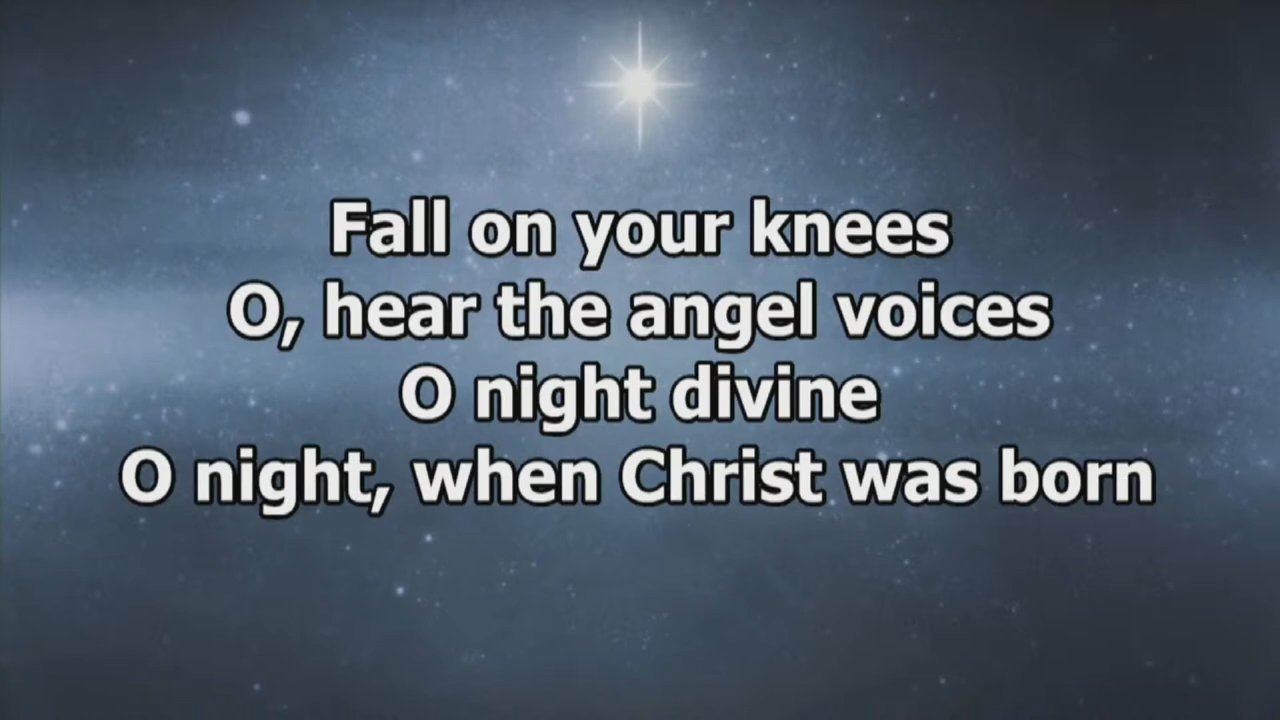 Fall on your knees
O, hear the angel voices
O night divine
O night, when Christ was born